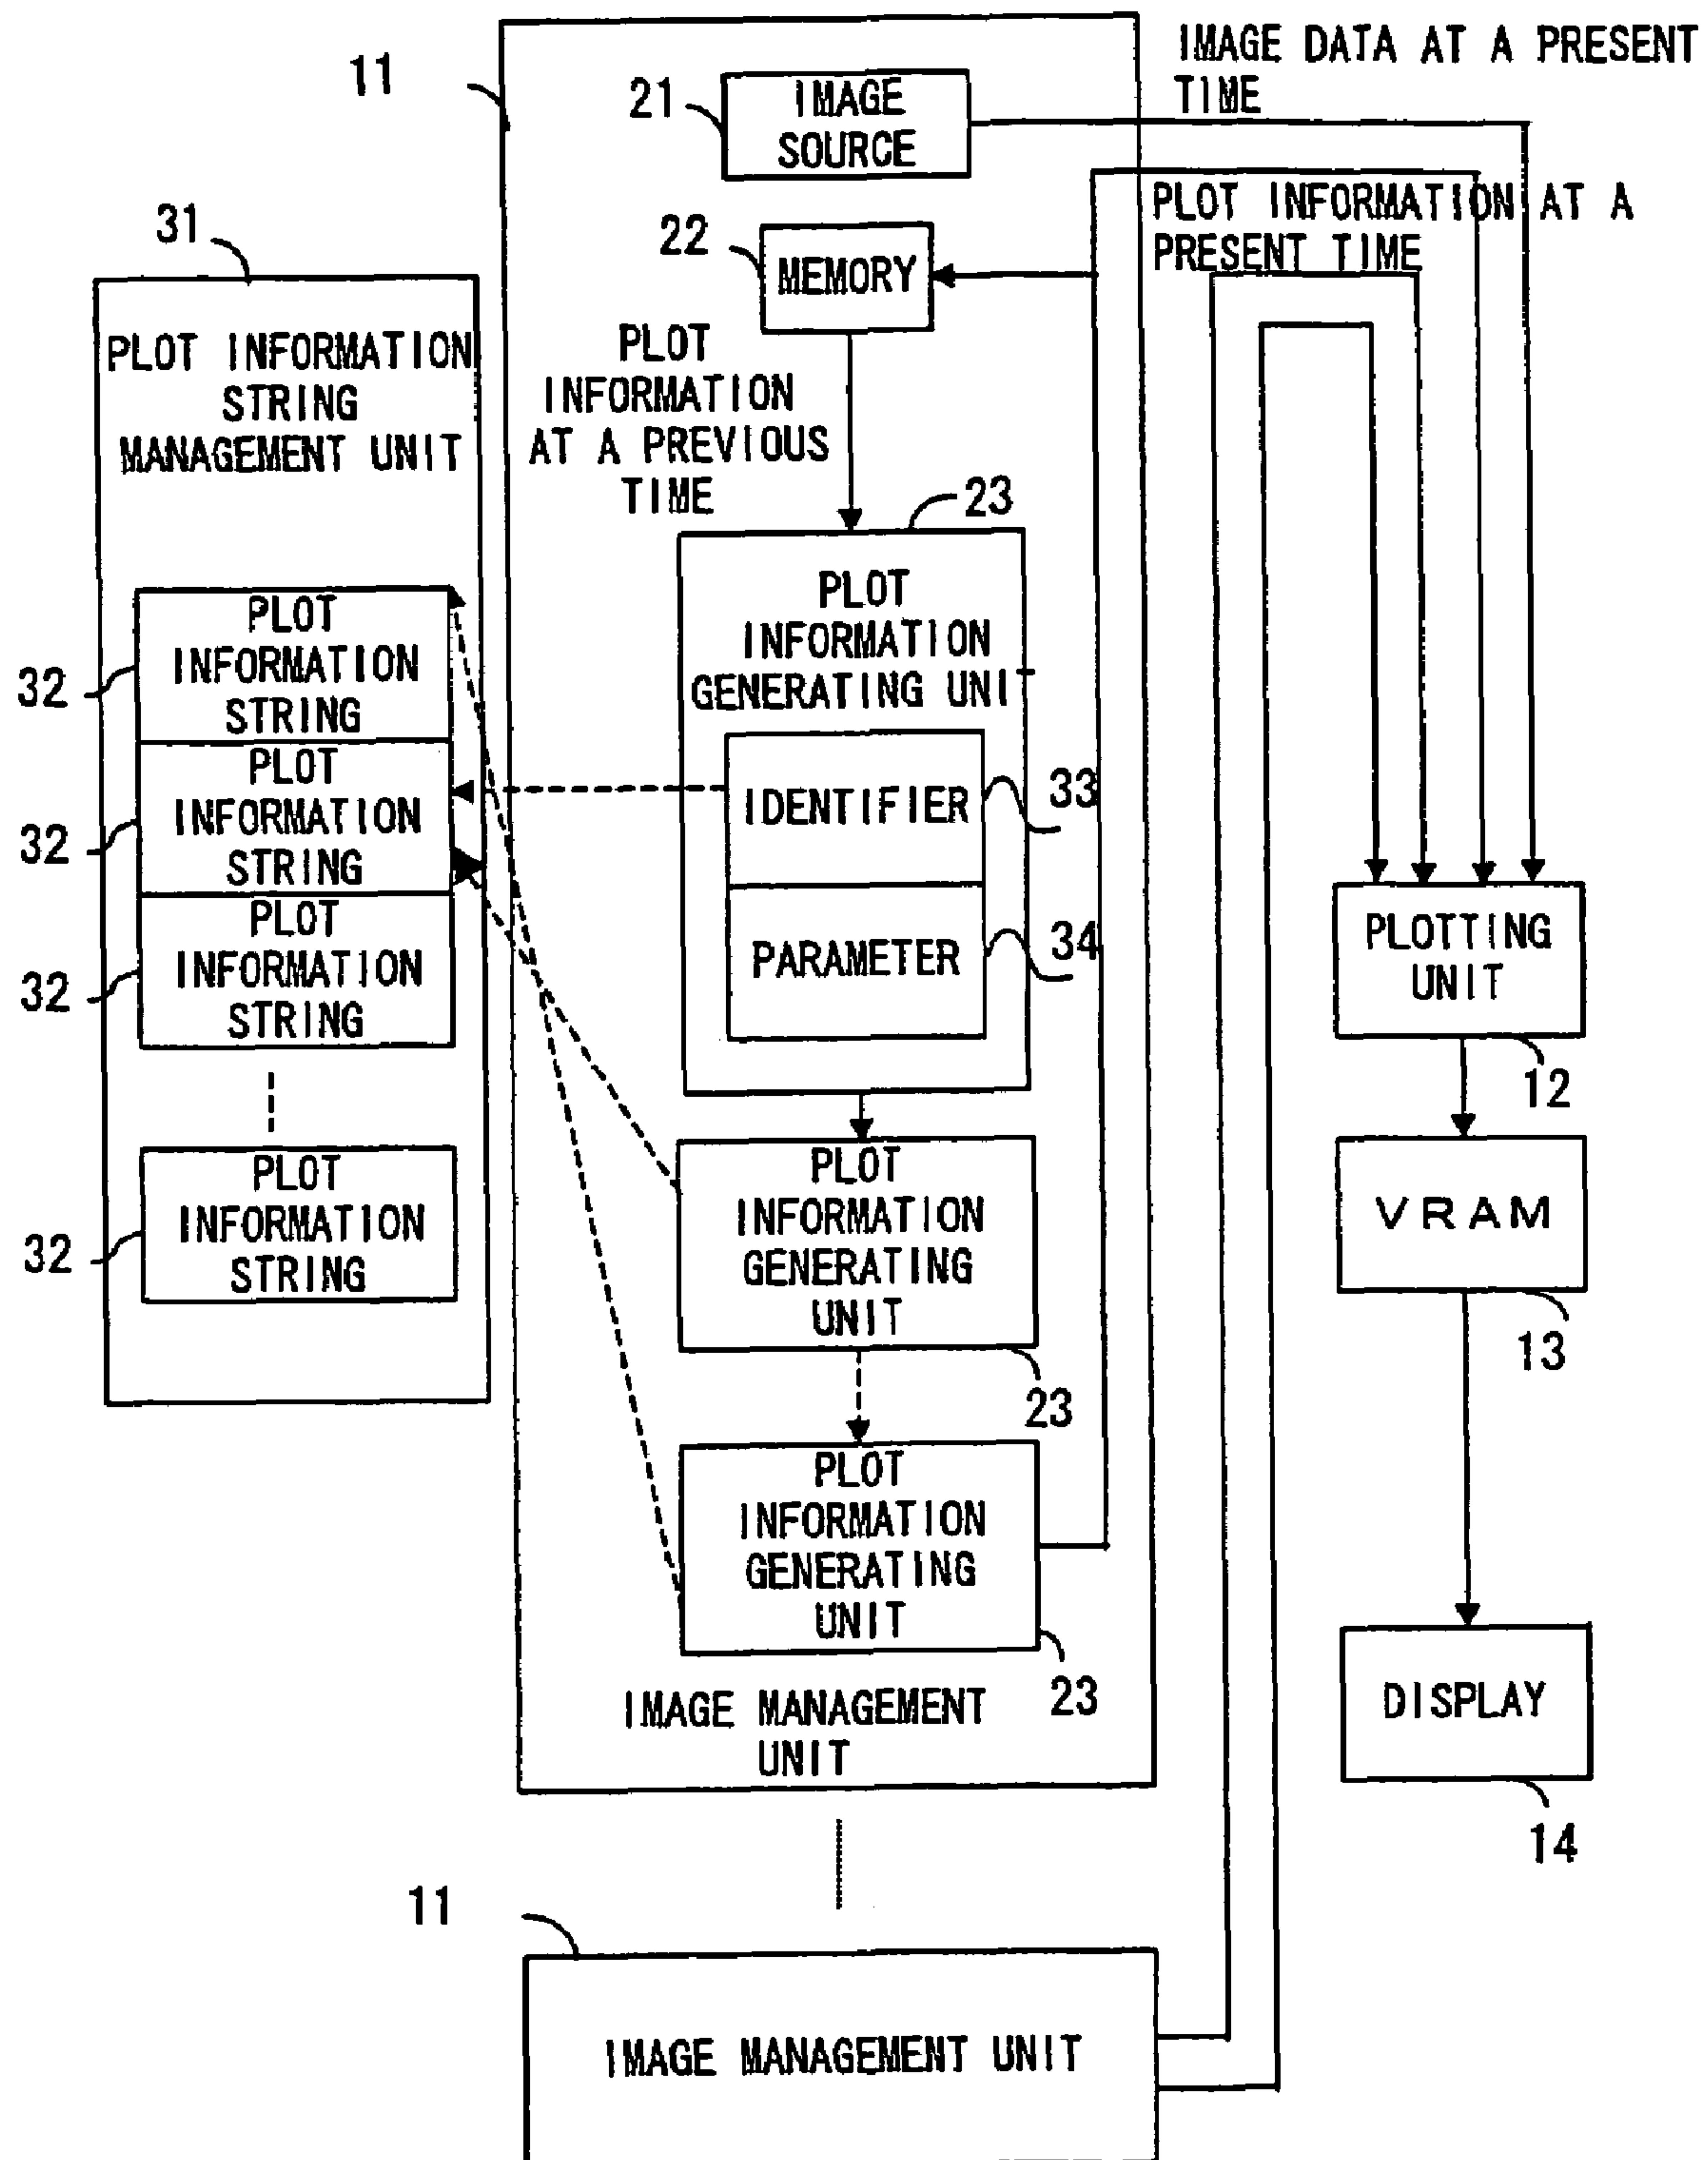 11
21
IMAGE
SOURCE
IMAGE DATA AT A PRESENT
TIME
31
22
MEMORY
PLOT INFORMATION AT A
PRESENT TIME
PLOT INFORMATION
STRING
MANAGEMENT UNIT
PLOT
INFORMATION
AT A PREVIOUS
TIME
23
PLOT
INFORMATION
GENERATING UNIT
IDENTIFIER
33
PARAMETER
34
32
PLOT
INFORMATION
STRING
32
PLOT
INFORMATION
STRING
32
PLOT
INFORMATION
STRING
32
PLOT
INFORMATION
STRING
PLOT
INFORMATION
GENERATING
UNIT
23
PLOT
INFORMATION
GENERATING
UNIT
23
IMAGE MANAGEMENT
UNIT
PLOTTING
UNIT
12
VRAM
13
DISPLAY
14
11
IMAGE MANAGEMENT UNIT